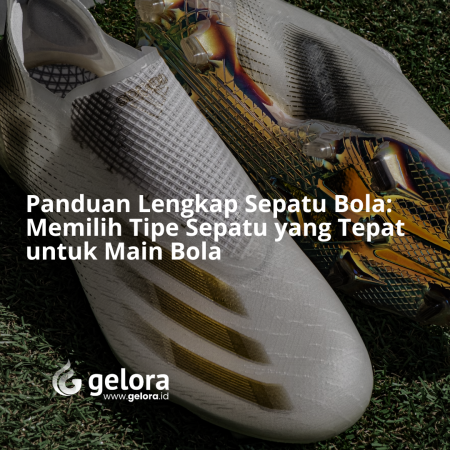 Panduan Lengkap Sepatu Bola:
Memilih Tipe Sepatu yang Tepat
untuk Main Bola
gelora
www.gelora.id